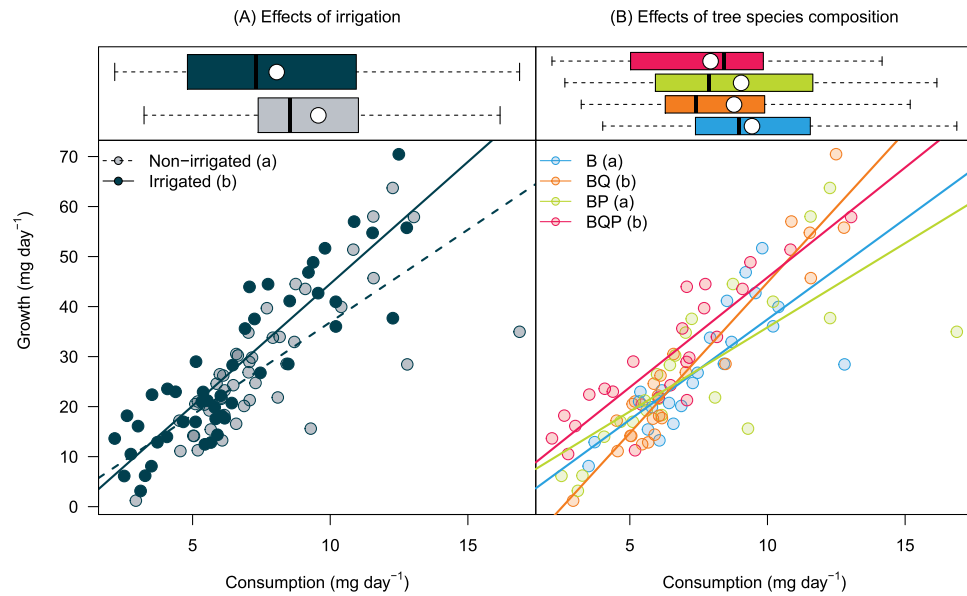 (A) Effects of irrigation
(B) Effects of tree species composition
Non-irrigated (a)
Irrigated (b)
B (a)
BQ (b)
BP (a)
BQP (b)
70
60
50
40
30
20
10
0
Growth (mg day⁻¹)
5
10
15
5
10
15
Consumption (mg day⁻¹)
Consumption (mg day⁻¹)